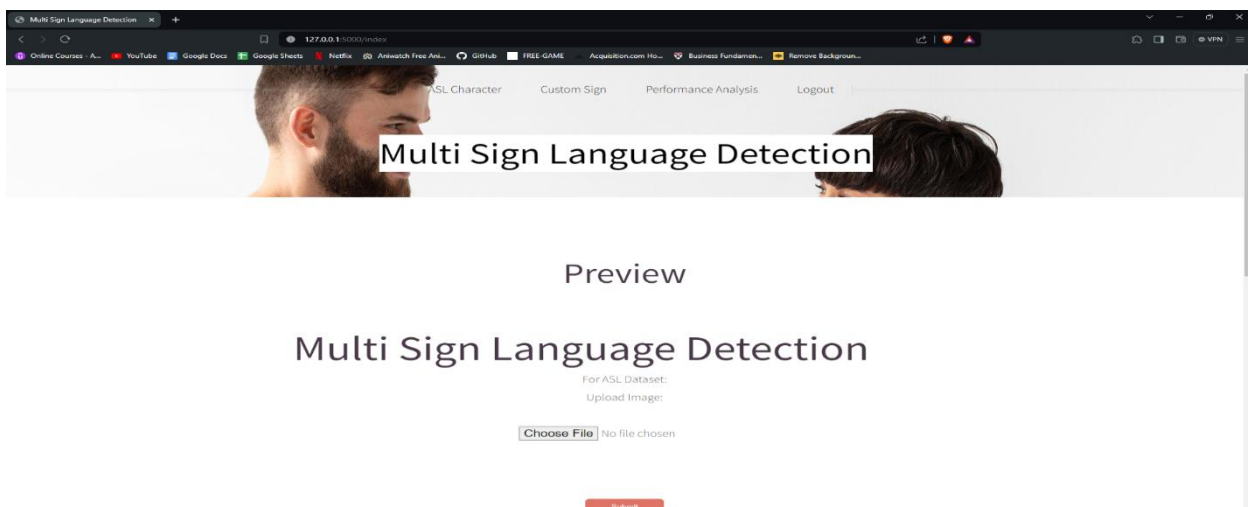 Multi Sign Language Detection
127.0.0.1:5000/index
VPN
Online Courses - A...
YouTube
Google Docs
Google Sheets
Netflix
Aniwatch Free Ani...
GitHub
FREE-GAME
Acquisition.com Ho...
Business Fundamen...
Remove Backgroun...
ASL Character
Custom Sign
Performance Analysis
Logout
Multi Sign Language Detection
Preview
Multi Sign Language Detection
For ASL Dataset:
Upload Image:
Choose File No file chosen